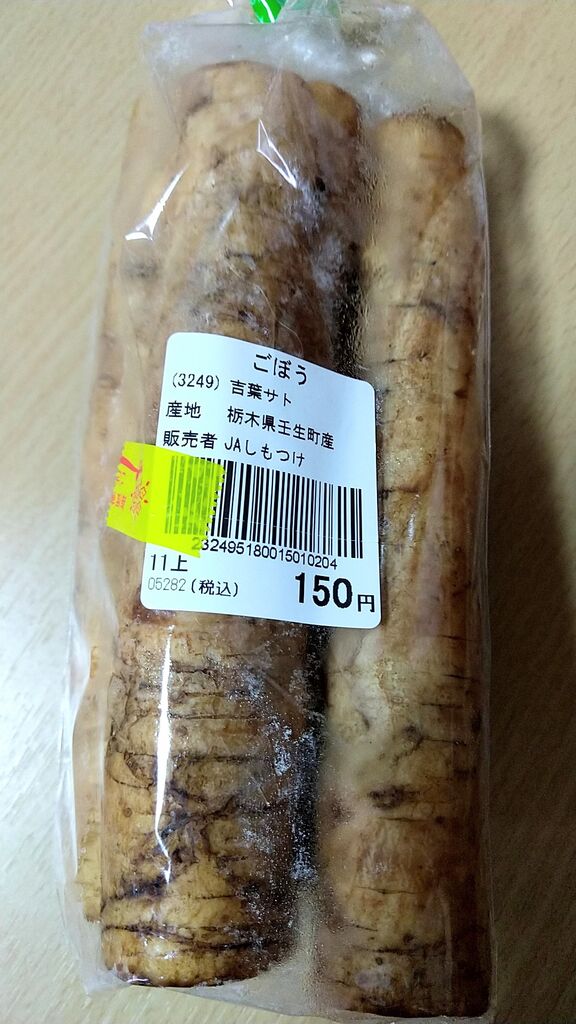 ごぼう
(3249) 吉葉サト
産地 栃木県壬生町産
販売者 JAしもつけ
232495180015010204
11上
05282(税込)
150円